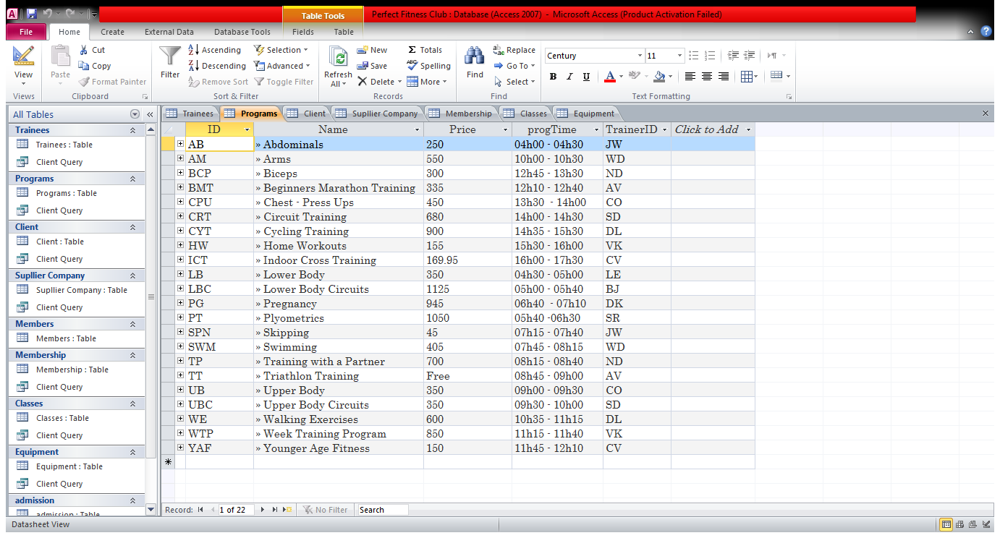 Table Tools
Perfect Fitness Club : Database (Access 2007) - Microsoft Access (Product Activation Failed)
File Home Create External Data Database Tools Fields Table
View
Views
Paste
Cut
Copy
Format Painter
Clipboard
Filter
Ascending
Descending
Remove Sort
Selection
Advanced
Toggle Filter
Sort & Filter
Refresh All
New
Save
Delete
Totals
Spelling
More
Records
Find
Replace
Go To
Select
Find
Century 11
B I U A
Text Formatting
All Tables
Trainees
Trainees : Table
Client Query
Programs
Programs : Table
Client Query
Client
Client : Table
Client Query
Supllier Company
Supllier Company : Table
Client Query
Members
Members : Table
Membership
Membership : Table
Client Query
Classes
Classes : Table
Client Query
Equipment
Equipment : Table
Client Query
admission
admission : Table
Trainees Programs Client Supllier Company Membership Classes Equipment
ID Name Price progTime TrainerID Click to Add
AB » Abdominals 250 04h00 - 04h30 JW
AM » Arms 550 10h00 - 10h30 WD
BCP » Biceps 300 12h45 - 13h30 ND
BMT » Beginners Marathon Training 335 12h10 - 12h40 AV
CPU » Chest - Press Ups 450 13h30  - 14h00 CO
CRT » Circuit Training 680 14h00 - 14h30 SD
CYT » Cycling Training 900 14h35 - 15h30 DL
HW » Home Workouts 155 15h30 - 16h00 VK
ICT » Indoor Cross Training 169.95 16h00 - 17h30 CV
LB » Lower Body 350 04h30 - 05h00 LE
LBC » Lower Body Circuits 1125 05h00 - 05h40 BJ
PG » Pregnancy 945 06h40  - 07h10 DK
PT » Plyometrics 1050 05h40 -06h30 SR
SPN » Skipping 45 07h15 - 07h40 JW
SWM » Swimming 405 07h45 - 08h15 WD
TP » Training with a Partner 700 08h15 - 08h40 ND
TT » Triathlon Training Free 08h45 - 09h00 AV
UB » Upper Body 350 09h00 - 09h30 CO
UBC » Upper Body Circuits 350 09h30 - 10h00 SD
WE » Walking Exercises 600 10h35 - 11h15 DL
WTP » Week Training Program 850 11h15 - 11h40 VK
YAF » Younger Age Fitness 150 11h45 - 12h10 CV
Record: 1 of 22 No Filter Search
Datasheet View